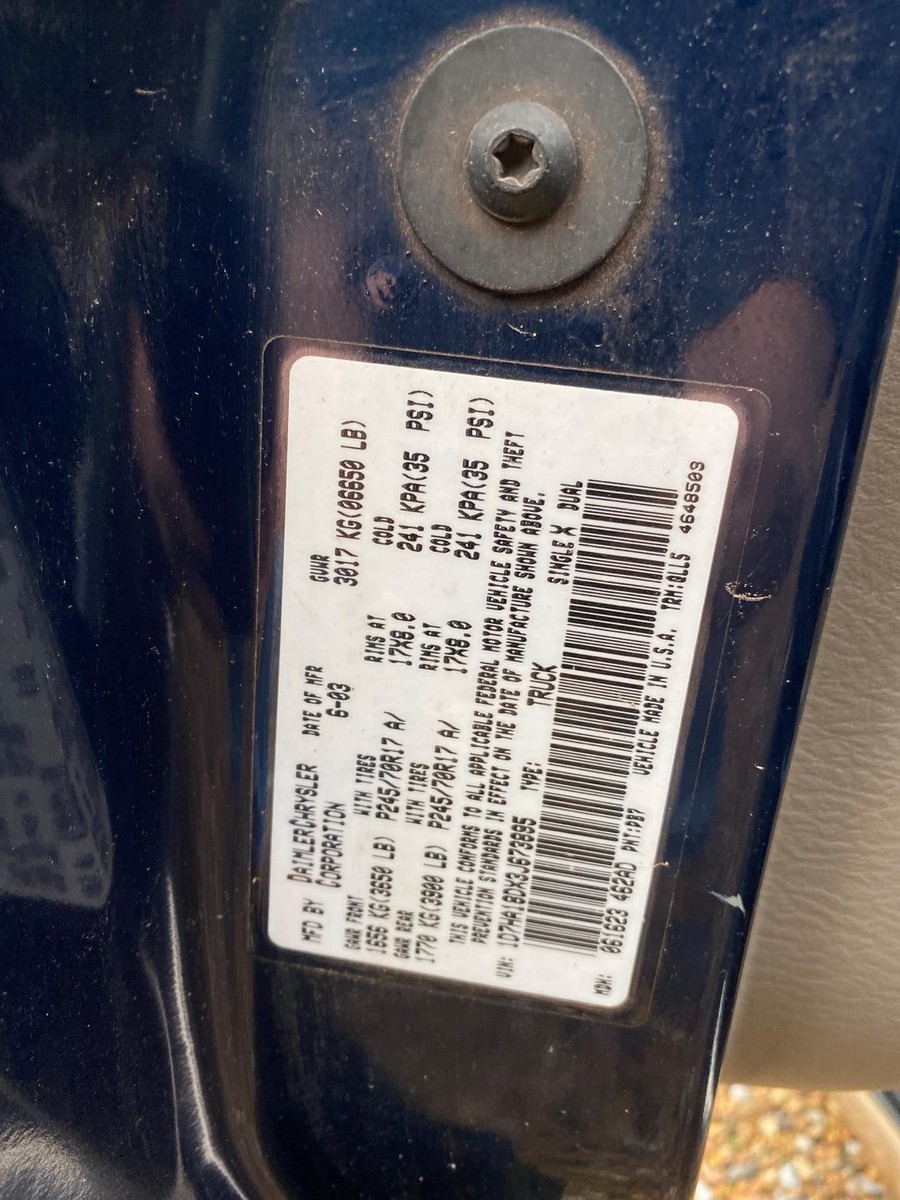 MFD BY DAIMLERCHRYSLER CORPORATION
DATE OF MFR 6-03
GVWR 3017 KG(06650 LB)
GAWR FRONT WITH TIRES RIMS AT COLD
1656 KG(3650 LB) P245/70R17 A/ 17X8.0 241 KPA(35 PSI)
GAWR REAR WITH TIRES RIMS AT COLD
1770 KG(3900 LB) P245/70R17 A/ 17X8.0 241 KPA(35 PSI)
THIS VEHICLE CONFORMS TO ALL APPLICABLE FEDERAL MOTOR VEHICLE SAFETY AND THEFT
PREVENTION STANDARDS IN EFFECT ON THE DATE OF MANUFACTURE SHOWN ABOVE.
VIN: 1D7HA18DX3J673895 TYPE: TRUCK SINGLE X DUAL
MDH: 061623 462AD PNT:PB7 VEHICLE MADE IN U.S.A. TRM:QLL5 4648509